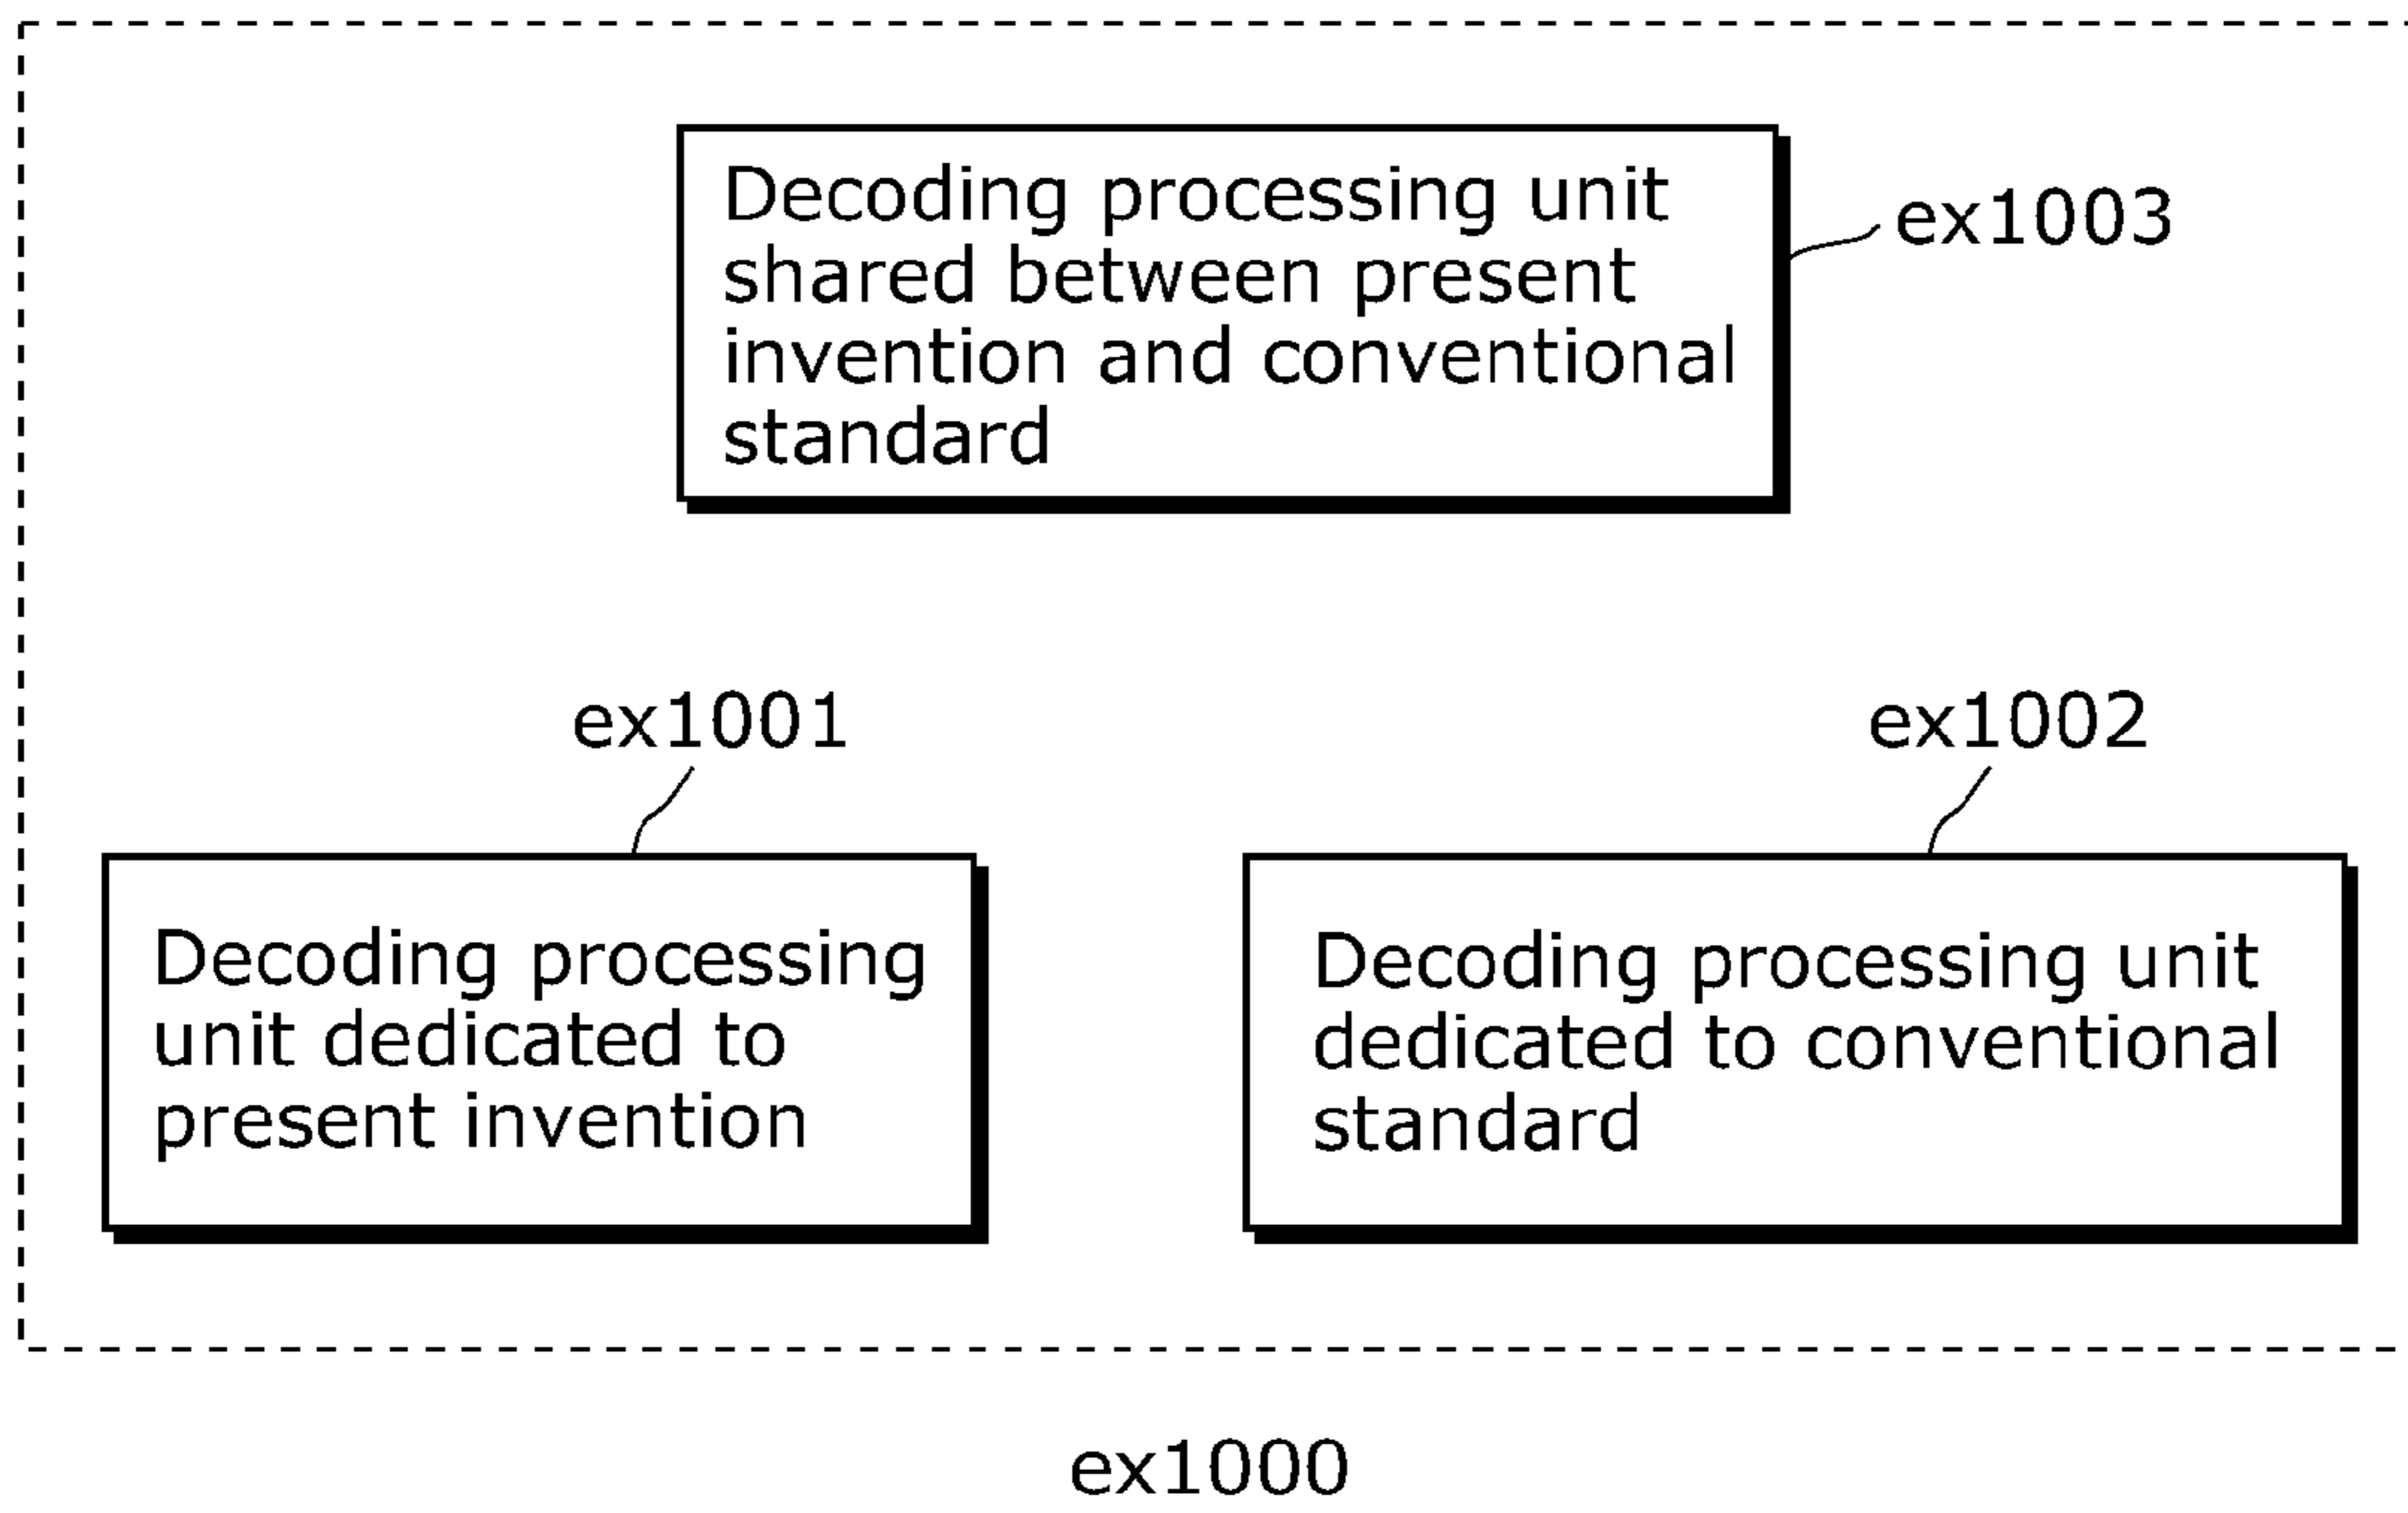 Decoding processing unit
shared between present
invention and conventional
standard
ex1003
ex1001
ex1002
Decoding processing
unit dedicated to
present invention
Decoding processing unit
dedicated to conventional
standard
ex1000